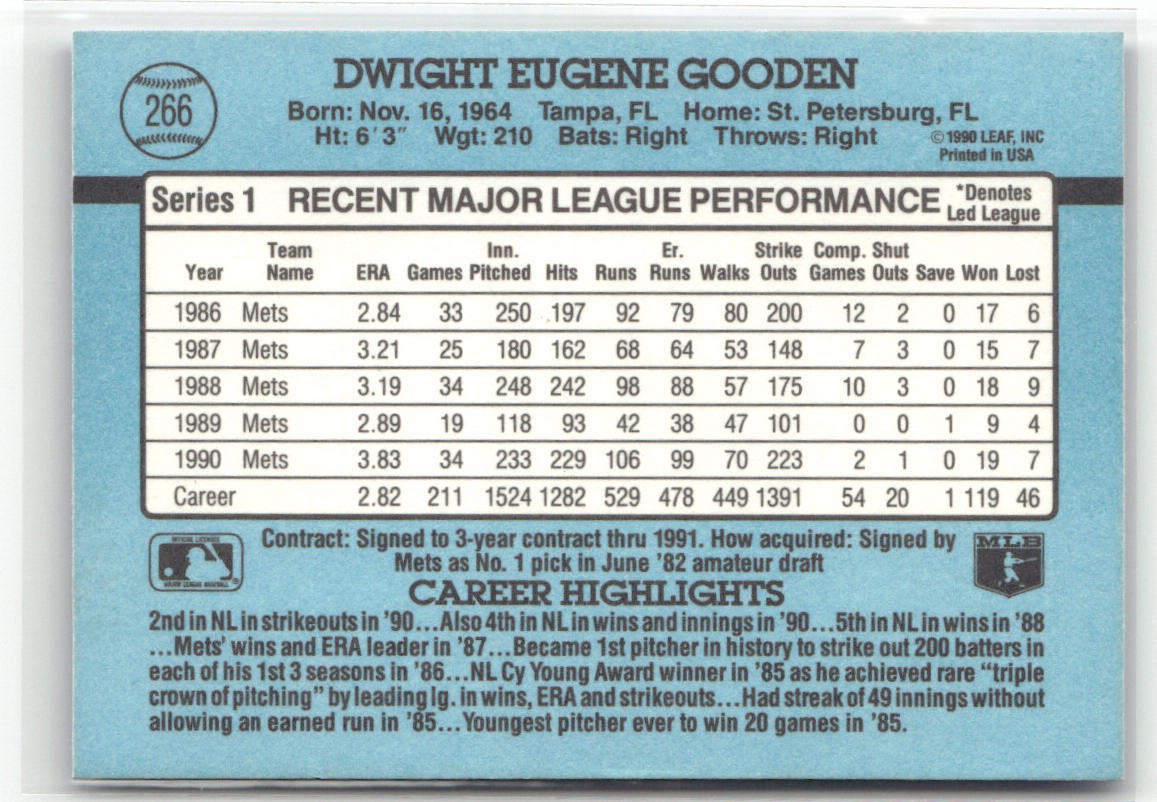 DWIGHT EUGENE GOODEN
266
Born: Nov. 16, 1964 Tampa, FL Home: St. Petersburg, FL
Ht: 6'3" Wgt: 210 Bats: Right Throws: Right
©1990 LEAF, INC
Printed in USA
Series 1 RECENT MAJOR LEAGUE PERFORMANCE
*Denotes
Led League
Team Inn. Er. Strike Comp. Shut
Year Name ERA Games Pitched Hits Runs Runs Walks Outs Games Outs Save Won Lost
1986 Mets 2.84 33 250 197 92 79 80 200 12 2 0 17 6
1987 Mets 3.21 25 180 162 68 64 53 148 7 3 0 15 7
1988 Mets 3.19 34 248 242 98 88 57 175 10 3 0 18 9
1989 Mets 2.89 19 118 93 42 38 47 101 0 0 1 9 4
1990 Mets 3.83 34 233 229 106 99 70 223 2 1 0 19 7
Career 2.82 211 1524 1282 529 478 449 1391 54 20 1 119 46
OFFICIAL LICENSEE
MAJOR LEAGUE BASEBALL
Contract: Signed to 3-year contract thru 1991. How acquired: Signed by
Mets as No. 1 pick in June '82 amateur draft
MLB
CAREER HIGHLIGHTS
2nd in NL in strikeouts in '90...Also 4th in NL in wins and innings in '90...5th in NL in wins in '88
...Mets' wins and ERA leader in '87...Became 1st pitcher in history to strike out 200 batters in
each of his 1st 3 seasons in '86...NL Cy Young Award winner in '85 as he achieved rare "triple
crown of pitching" by leading lg. in wins, ERA and strikeouts...Had streak of 49 innings without
allowing an earned run in '85...Youngest pitcher ever to win 20 games in '85.